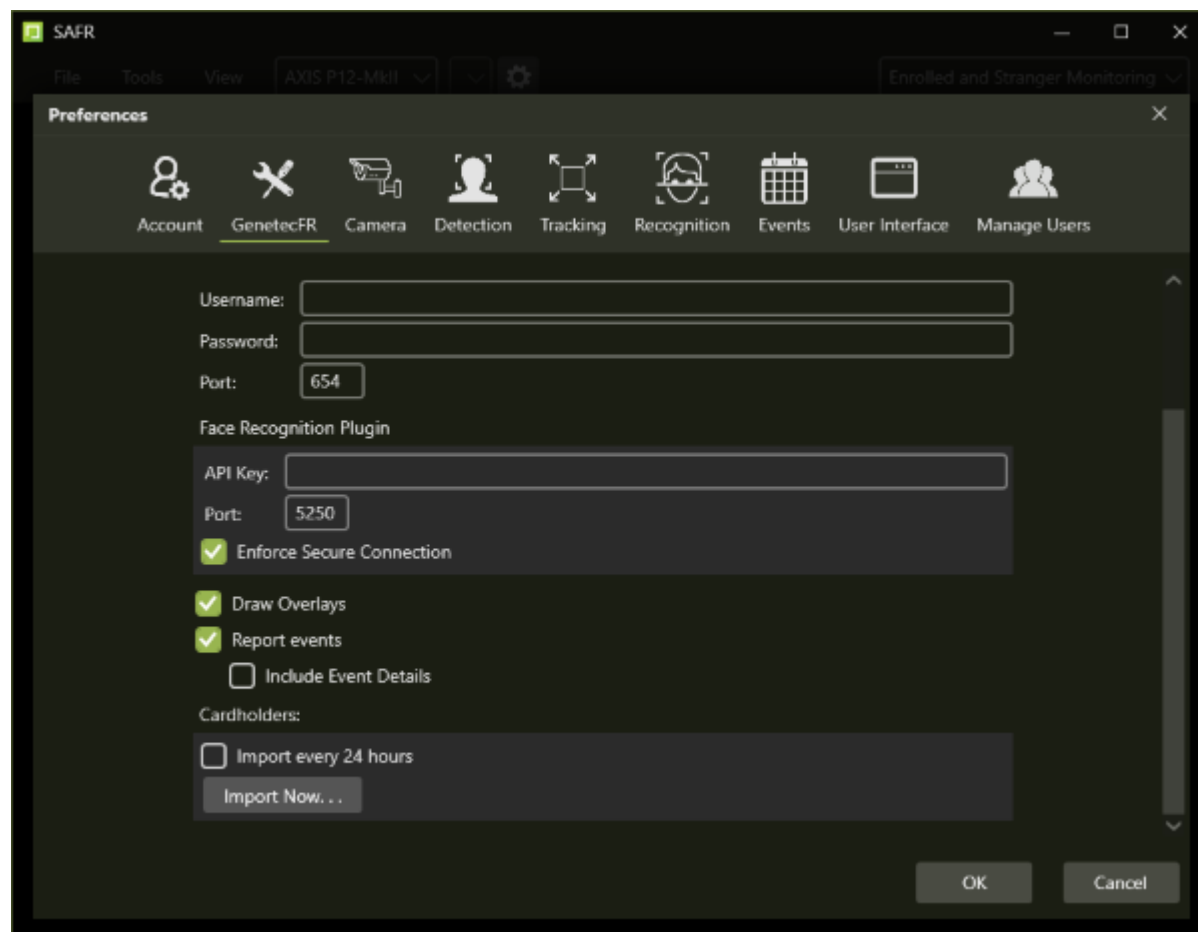 SAFR
File Tools View AXIS P12-MkII Enrolled and Stranger Monitoring
Preferences
Account GenetecFR Camera Detection Tracking Recognition Events User Interface Manage Users
Username:
Password:
Port: 654
Face Recognition Plugin
API Key:
Port: 5250
Enforce Secure Connection
Draw Overlays
Report events
Include Event Details
Cardholders:
Import every 24 hours
Import Now. . .
OK Cancel